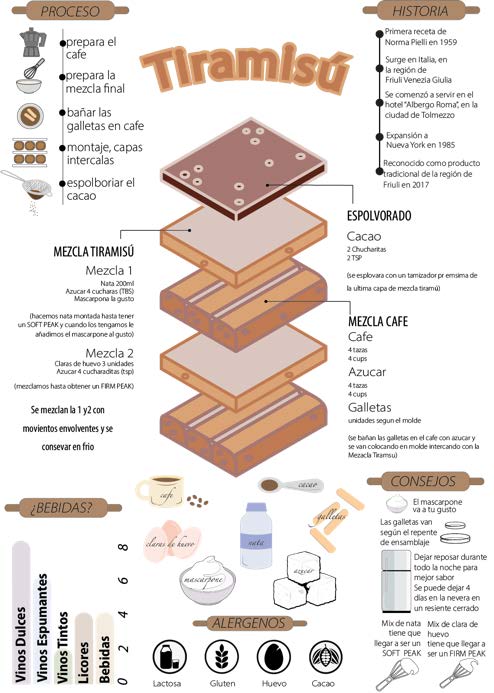 PROCESO
prepara el
cafe
prepara la
mezcla final
bañar las
galletas en cafe
montaje, capas
intercalas
espolboriar el
cacao
Tiramisú
HISTORIA
Primera receta de
Norma Pielli en 1959
Surge en Italia, en
la región de
Friuli Venezia Giulia
Se comenzó a servir en el
hotel "Albergo Roma", en la
ciudad de Tolmezzo
Expansión a
Nueva York en 1985
Reconocido como producto
tradicional de la región de
Friuli en 2017
MEZCLA TIRAMISÚ
Mezcla 1
Nata 200ml
Azucar 4 cucharas (TBS)
Mascarpona la gusto
(hacemos nata montada hasta tener
un SOFT PEAK y cuando los tengamos le
añadimos el mascarpone al gusto)
Mezcla 2
Claras de huevo 3 unidades
Azucar 4 cucharaditas (tsp)
(mezclamos hasta obtener un FIRM PEAK)
Se mezclan la 1 y2 con
movientos envolventes y se
consevar en frio
ESPOLVORADO
Cacao
2 Chucharitas
2 TSP
(se esplovara con un tamizador pr emsima de
la ultima capa de mezcla tiramú)
MEZCLA CAFE
Cafe
4 tazas
4 cups
Azucar
4 tazas
4 cups
Galletas
unidades segun el molde
(se bañan las galletas en el cafe con azucar y
se van colocando en molde intercando con la
Mezacla Tiramsu)
¿BEBIDAS?
Vinos Dulces
Vinos Espumantes
Vinos Tintos
Licores
Bebidas
0 2 4 6 8
cafe
cacao
claras de huevo
nata
galletas
mascarpone
azucar
ALERGENOS
Lactosa
Gluten
Huevo
Cacao
CONSEJOS
El mascarpone
va a tu gusto
Las galletas van
según el repente
de ensamblaje
Dejar reposar durante
todo la noche para
mejor sabor
Se puede dejar 4
días en la nevera en
un resiente cerrado
Mix de nata
tiene que
llegar a ser un
SOFT PEAK
Mix de clara de
huevo
tiene que llegar a
ser un FIRM PEAK